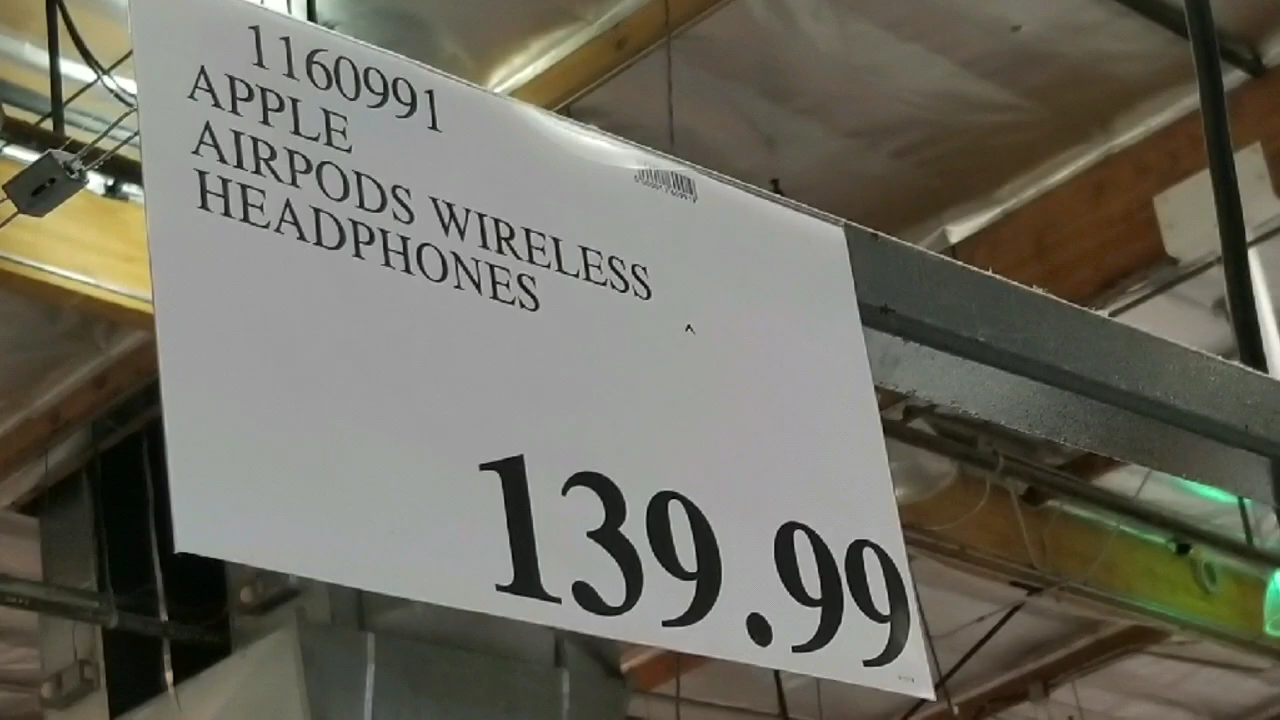 1160991
APPLE
AIRPODS WIRELESS
HEADPHONES
139.99